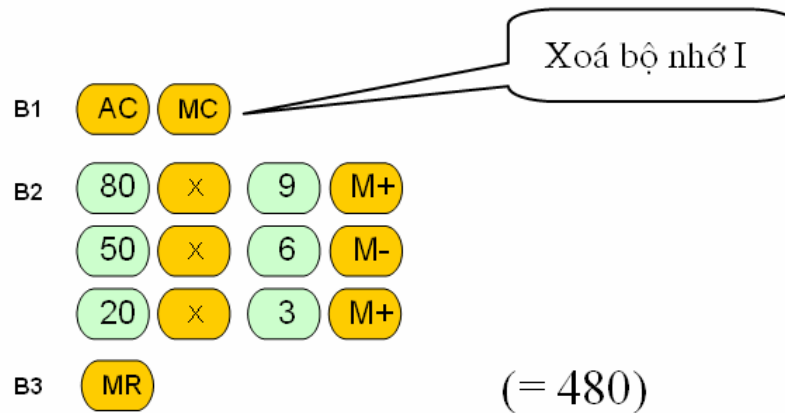 Xoá bộ nhớ I
B1 AC MC
B2 80 X 9 M+
50 X 6 M-
20 X 3 M+
B3 MR (= 480)